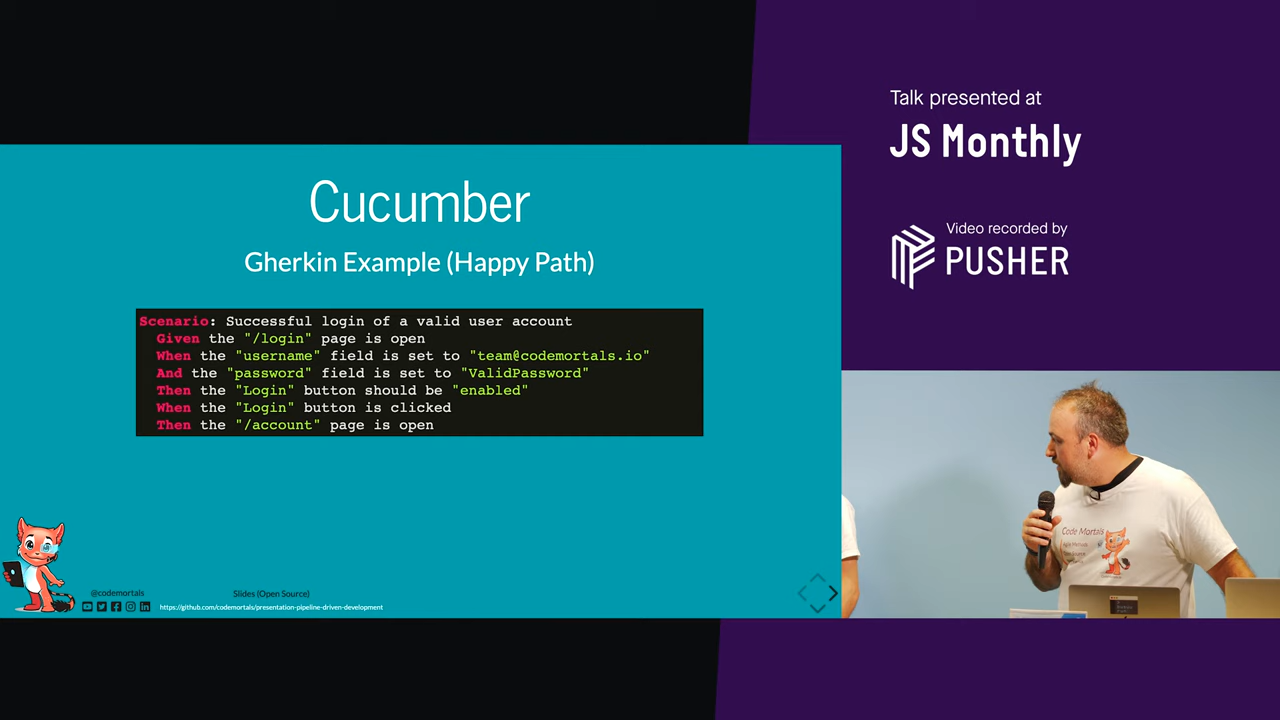 Talk presented at
JS Monthly
Video recorded by
PUSHER
Cucumber
Gherkin Example (Happy Path)
Scenario: Successful login of a valid user account
Given the "/login" page is open
When the "username" field is set to "team@codemortals.io"
And the "password" field is set to "ValidPassword"
Then the "Login" button should be "enabled"
When the "Login" button is clicked
Then the "/account" page is open
@codemortals
Slides (Open Source)
https://github.com/codemortals/presentation-pipeline-driven-development
Code Mortals